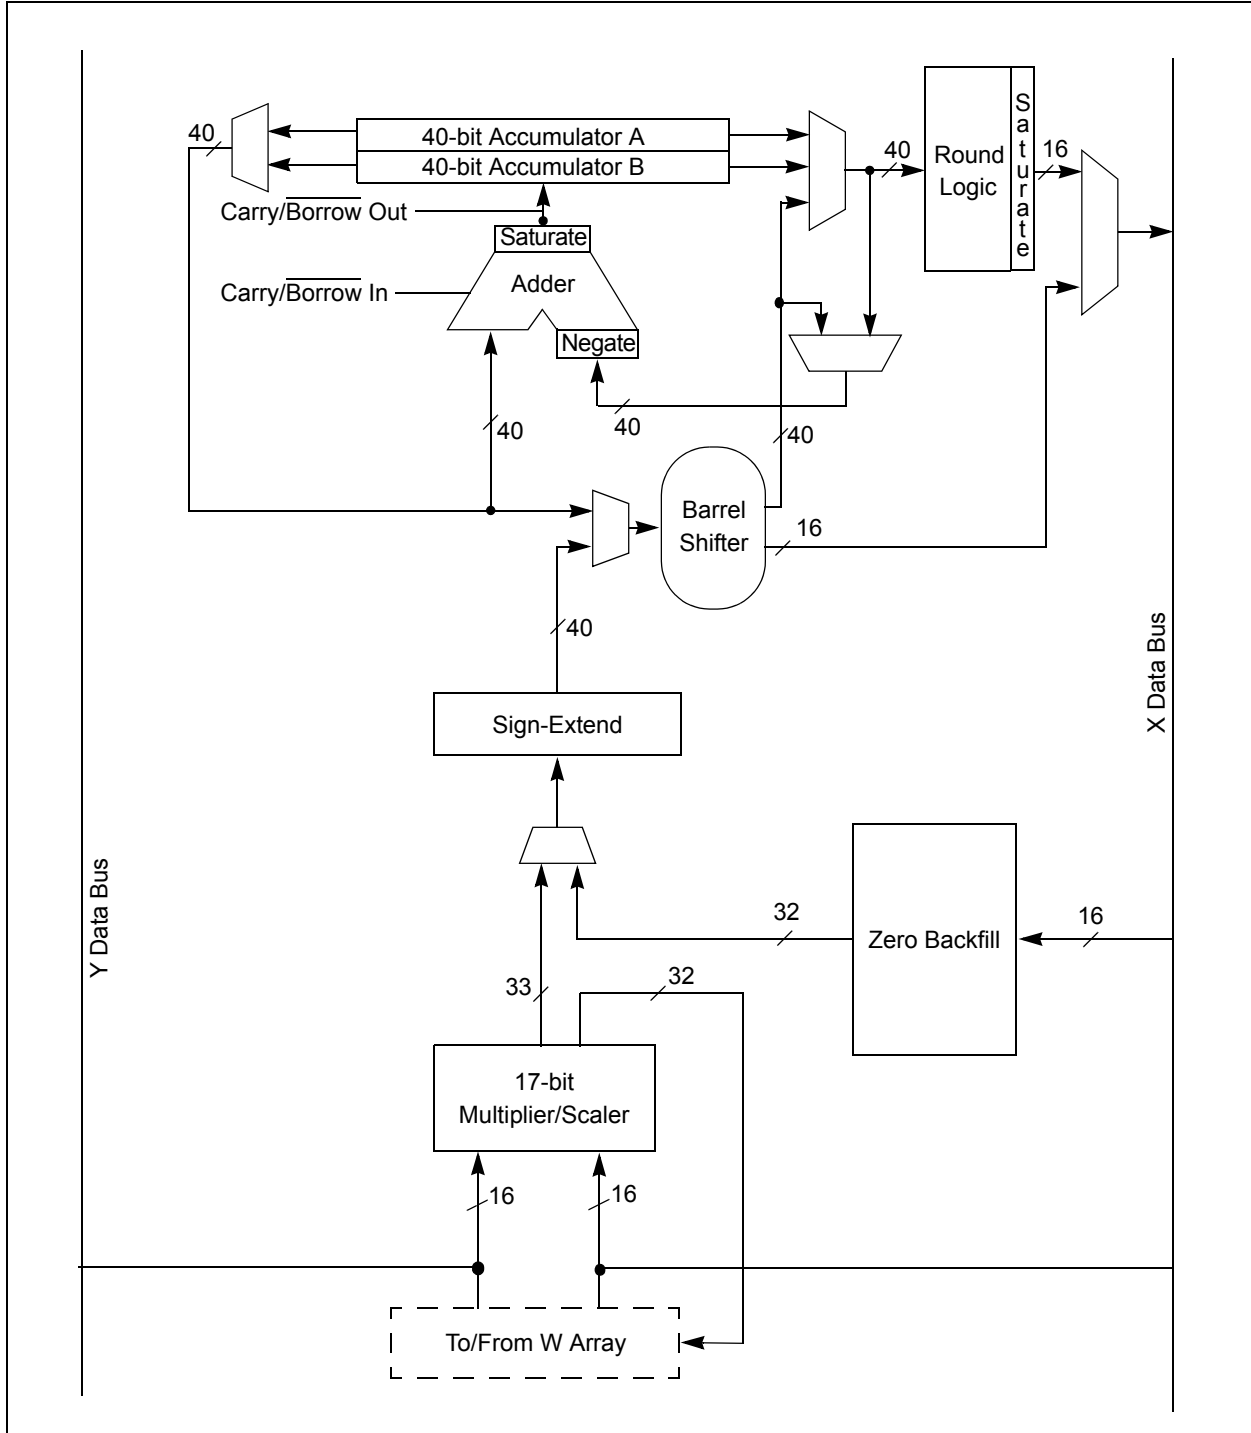 40
40-bit Accumulator A
40-bit Accumulator B
Carry/Borrow Out
Saturate
Carry/Borrow In
Adder
Negate
40
Round
Logic
Saturate
16
40
40
40
Barrel
Shifter
16
40
Sign-Extend
X Data Bus
Y Data Bus
32
Zero Backfill
16
33
32
17-bit
Multiplier/Scaler
16
16
To/From W Array